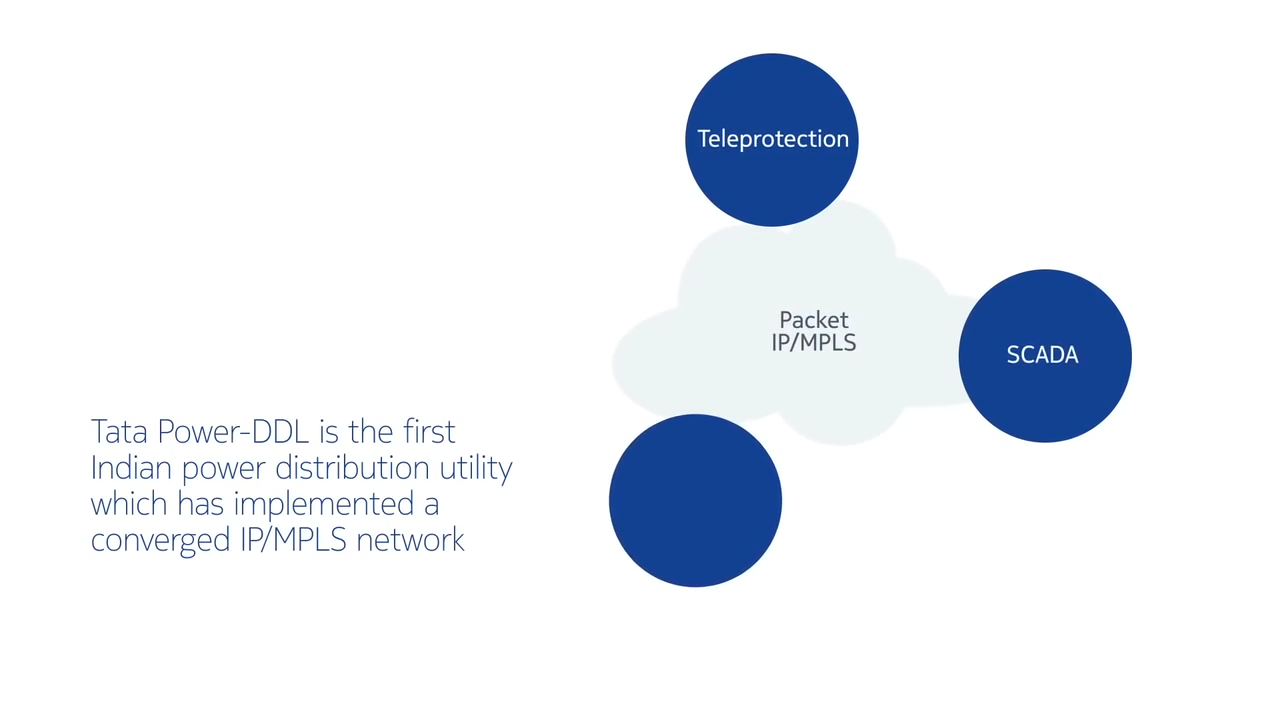 Teleprotection
Packet
IP/MPLS
SCADA
Tata Power-DDL is the first
Indian power distribution utility
which has implemented a
converged IP/MPLS network